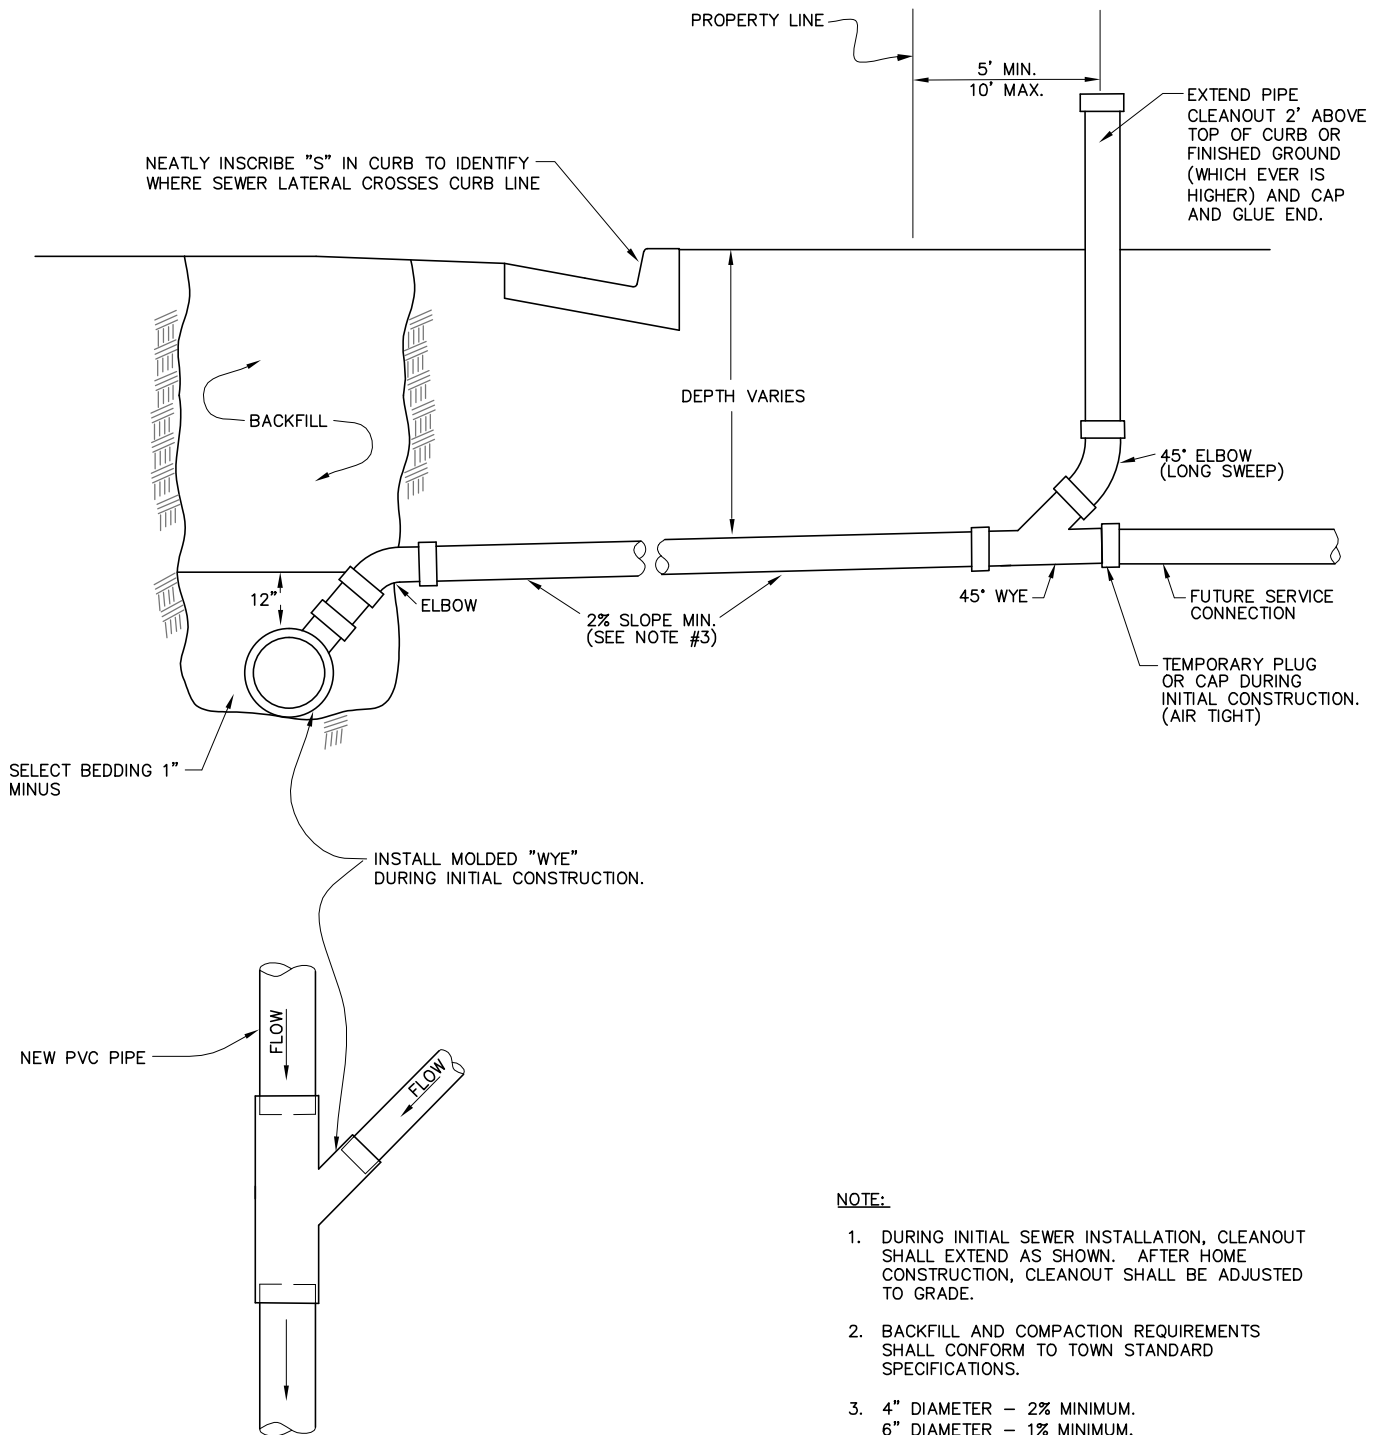 PROPERTY LINE
5' MIN.
10' MAX.
EXTEND PIPE
CLEANOUT 2' ABOVE
TOP OF CURB OR
FINISHED GROUND
(WHICH EVER IS
HIGHER) AND CAP
AND GLUE END.
NEATLY INSCRIBE "S" IN CURB TO IDENTIFY
WHERE SEWER LATERAL CROSSES CURB LINE
DEPTH VARIES
BACKFILL
45° ELBOW
(LONG SWEEP)
12"
ELBOW
2% SLOPE MIN.
(SEE NOTE #3)
45° WYE
FUTURE SERVICE
CONNECTION
TEMPORARY PLUG
OR CAP DURING
INITIAL CONSTRUCTION.
(AIR TIGHT)
SELECT BEDDING 1"
MINUS
INSTALL MOLDED "WYE"
DURING INITIAL CONSTRUCTION.
NEW PVC PIPE
FLOW
FLOW
NOTE:
1. DURING INITIAL SEWER INSTALLATION, CLEANOUT
SHALL EXTEND AS SHOWN. AFTER HOME
CONSTRUCTION, CLEANOUT SHALL BE ADJUSTED
TO GRADE.
2. BACKFILL AND COMPACTION REQUIREMENTS
SHALL CONFORM TO TOWN STANDARD
SPECIFICATIONS.
3. 4" DIAMETER – 2% MINIMUM.
6" DIAMETER – 1% MINIMUM.